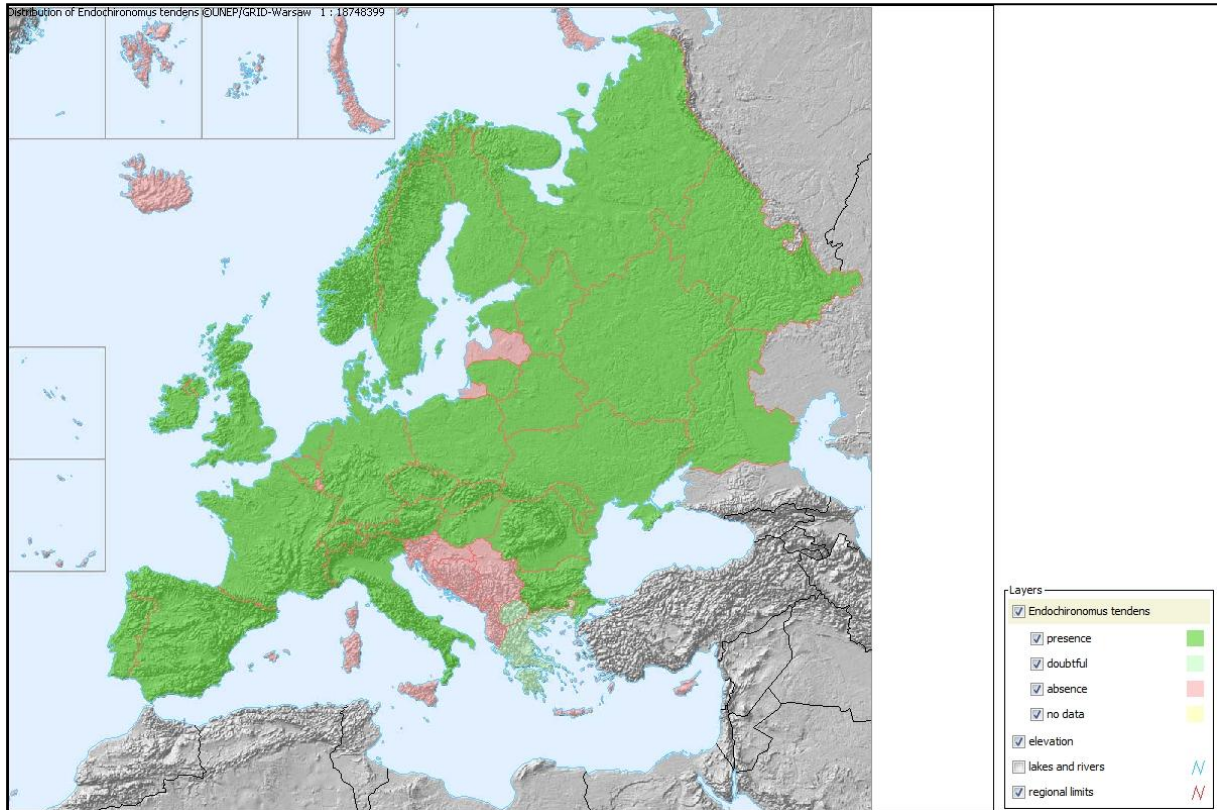 Distribution of Endochironomus tendens ©UNEP/GRID-Warsaw 1 : 18748399
Layers
Endochironomus tendens
presence
doubtful
absence
no data
elevation
lakes and rivers
regional limits